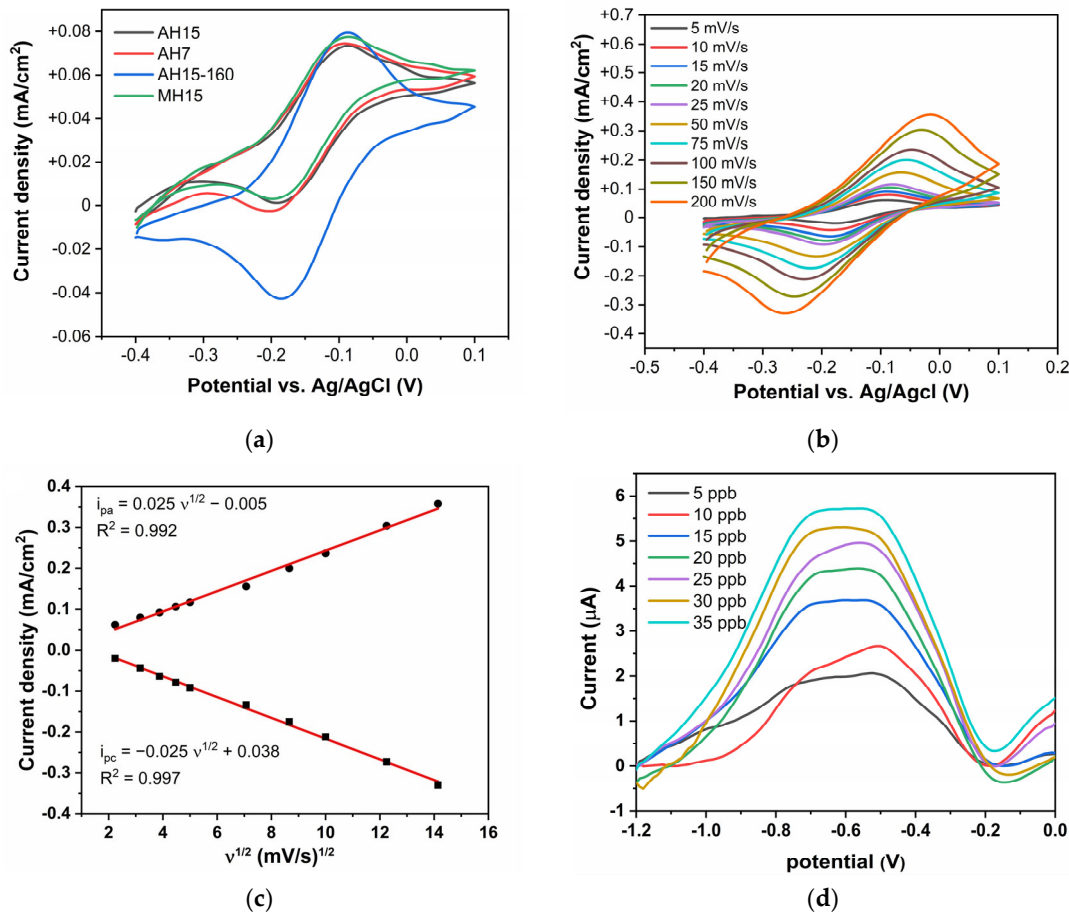 +0.08
+0.06
+0.04
+0.02
0
-0.02
-0.04
-0.06
Current density (mA/cm²)
AH15
AH7
AH15-160
MH15
-0.4
-0.3
-0.2
-0.1
0.0
0.1
Potential vs. Ag/AgCl (V)
(a)
+0.7
+0.6
+0.5
+0.4
+0.3
+0.2
+0.1
0
-0.1
-0.2
-0.3
-0.4
Current density (mA/cm²)
5 mV/s
10 mV/s
15 mV/s
20 mV/s
25 mV/s
50 mV/s
75 mV/s
100 mV/s
150 mV/s
200 mV/s
-0.5
-0.4
-0.3
-0.2
-0.1
0.0
0.1
0.2
Potential vs. Ag/Agcl (V)
(b)
0.4
0.3
0.2
0.1
0.0
-0.1
-0.2
-0.3
-0.4
Current density (mA/cm²)
i_pa = 0.025 ν^1/2 − 0.005
R² = 0.992
i_pc = −0.025 ν^1/2 + 0.038
R² = 0.997
2
4
6
8
10
12
14
16
ν^1/2 (mV/s)^1/2
(c)
6
5
4
3
2
1
0
-1
Current (μA)
5 ppb
10 ppb
15 ppb
20 ppb
25 ppb
30 ppb
35 ppb
-1.2
-1.0
-0.8
-0.6
-0.4
-0.2
0.0
potential (V)
(d)